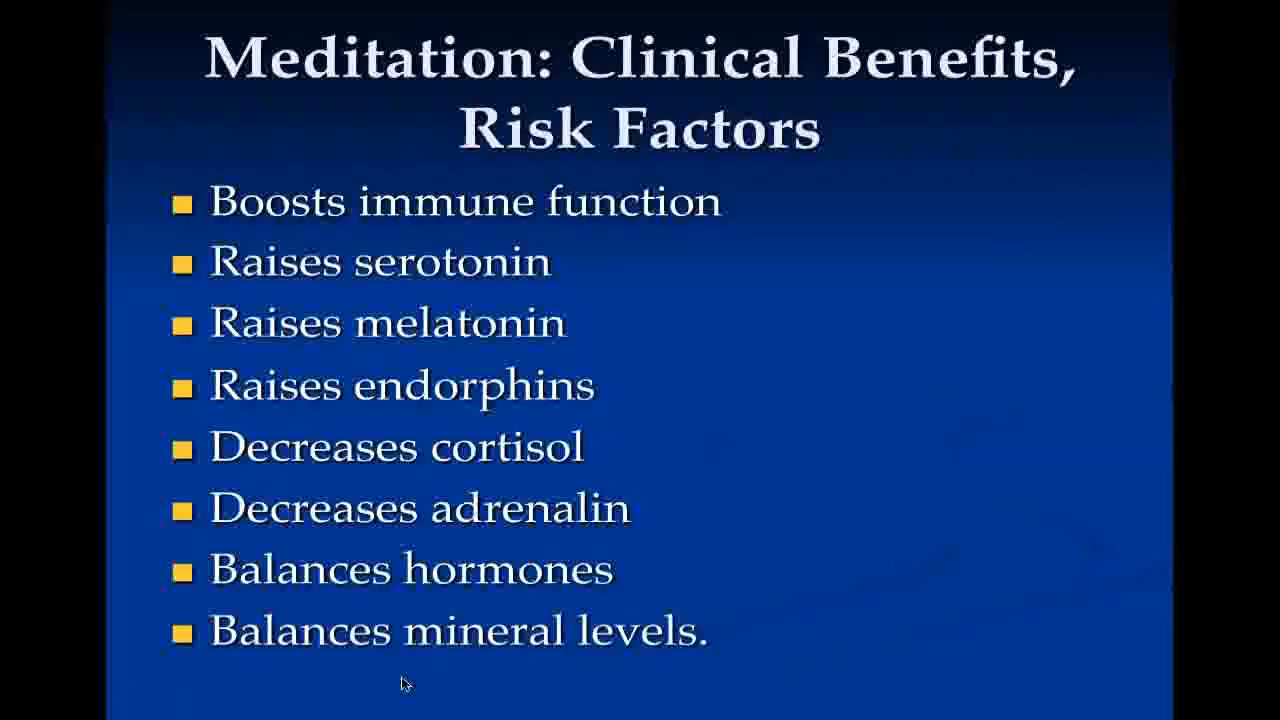 Meditation: Clinical Benefits,
Risk Factors
Boosts immune function
Raises serotonin
Raises melatonin
Raises endorphins
Decreases cortisol
Decreases adrenalin
Balances hormones
Balances mineral levels.